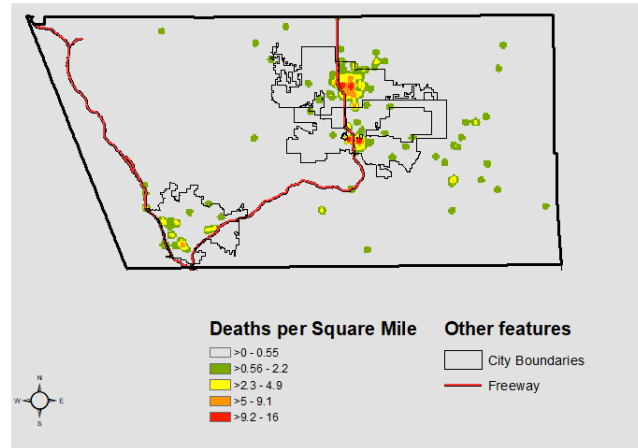 Deaths per Square Mile
>0 - 0.55
>0.56 - 2.2
>2.3 - 4.9
>5 - 9.1
>9.2 - 16
Other features
City Boundaries
Freeway
N
W E
S